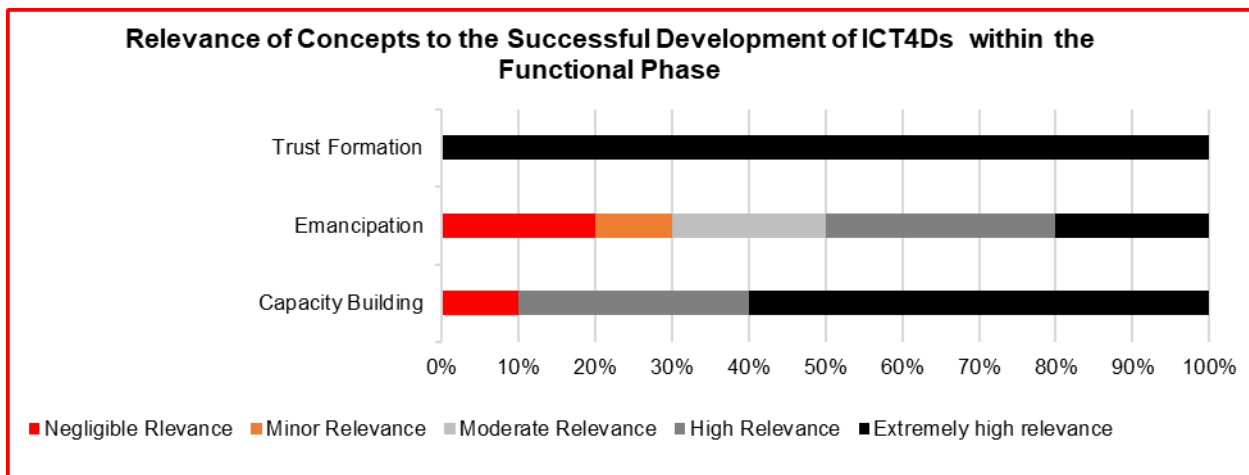 Relevance of Concepts to the Successful Development of ICT4Ds within the
Functional Phase
Trust Formation
Emancipation
Capacity Building
0% 10% 20% 30% 40% 50% 60% 70% 80% 90% 100%
Negligible Rlevance Minor Relevance Moderate Relevance High Relevance Extremely high relevance